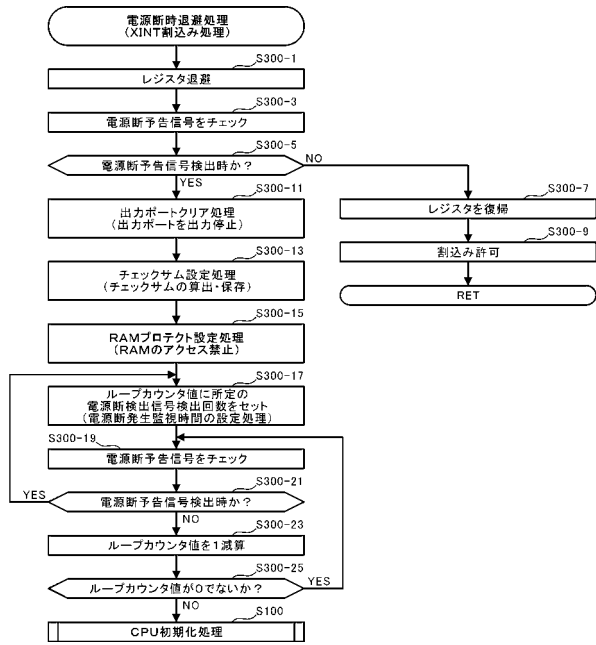 電源断時退避処理
(XINT割込み処理)
S300-1
レジスタ退避
S300-3
電源断予告信号をチェック
S300-5
電源断予告信号検出時か？
NO
YES
S300-7
レジスタを復帰
S300-9
割込み許可
RET
S300-11
出力ポートクリア処理
(出力ポートを出力停止)
S300-13
チェックサム設定処理
(チェックサムの算出・保存)
S300-15
RAMプロテクト設定処理
(RAMのアクセス禁止)
S300-17
ループカウンタ値に所定の
電源断検出信号検出回数をセット
(電源断発生監視時間の設定処理)
S300-19
電源断予告信号をチェック
S300-21
電源断予告信号検出時か？
YES
NO
S300-23
ループカウンタ値を1減算
S300-25
ループカウンタ値が0でないか？
YES
NO
S100
CPU初期化処理